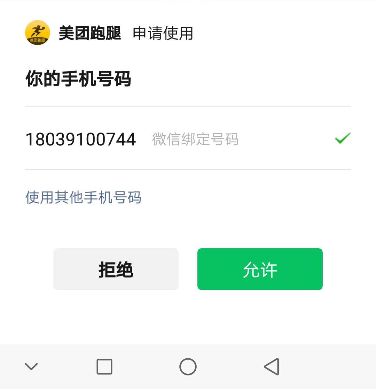 美团跑腿 申请使用
你的手机号码
18039100744 微信绑定号码
使用其他手机号码
拒绝 允许